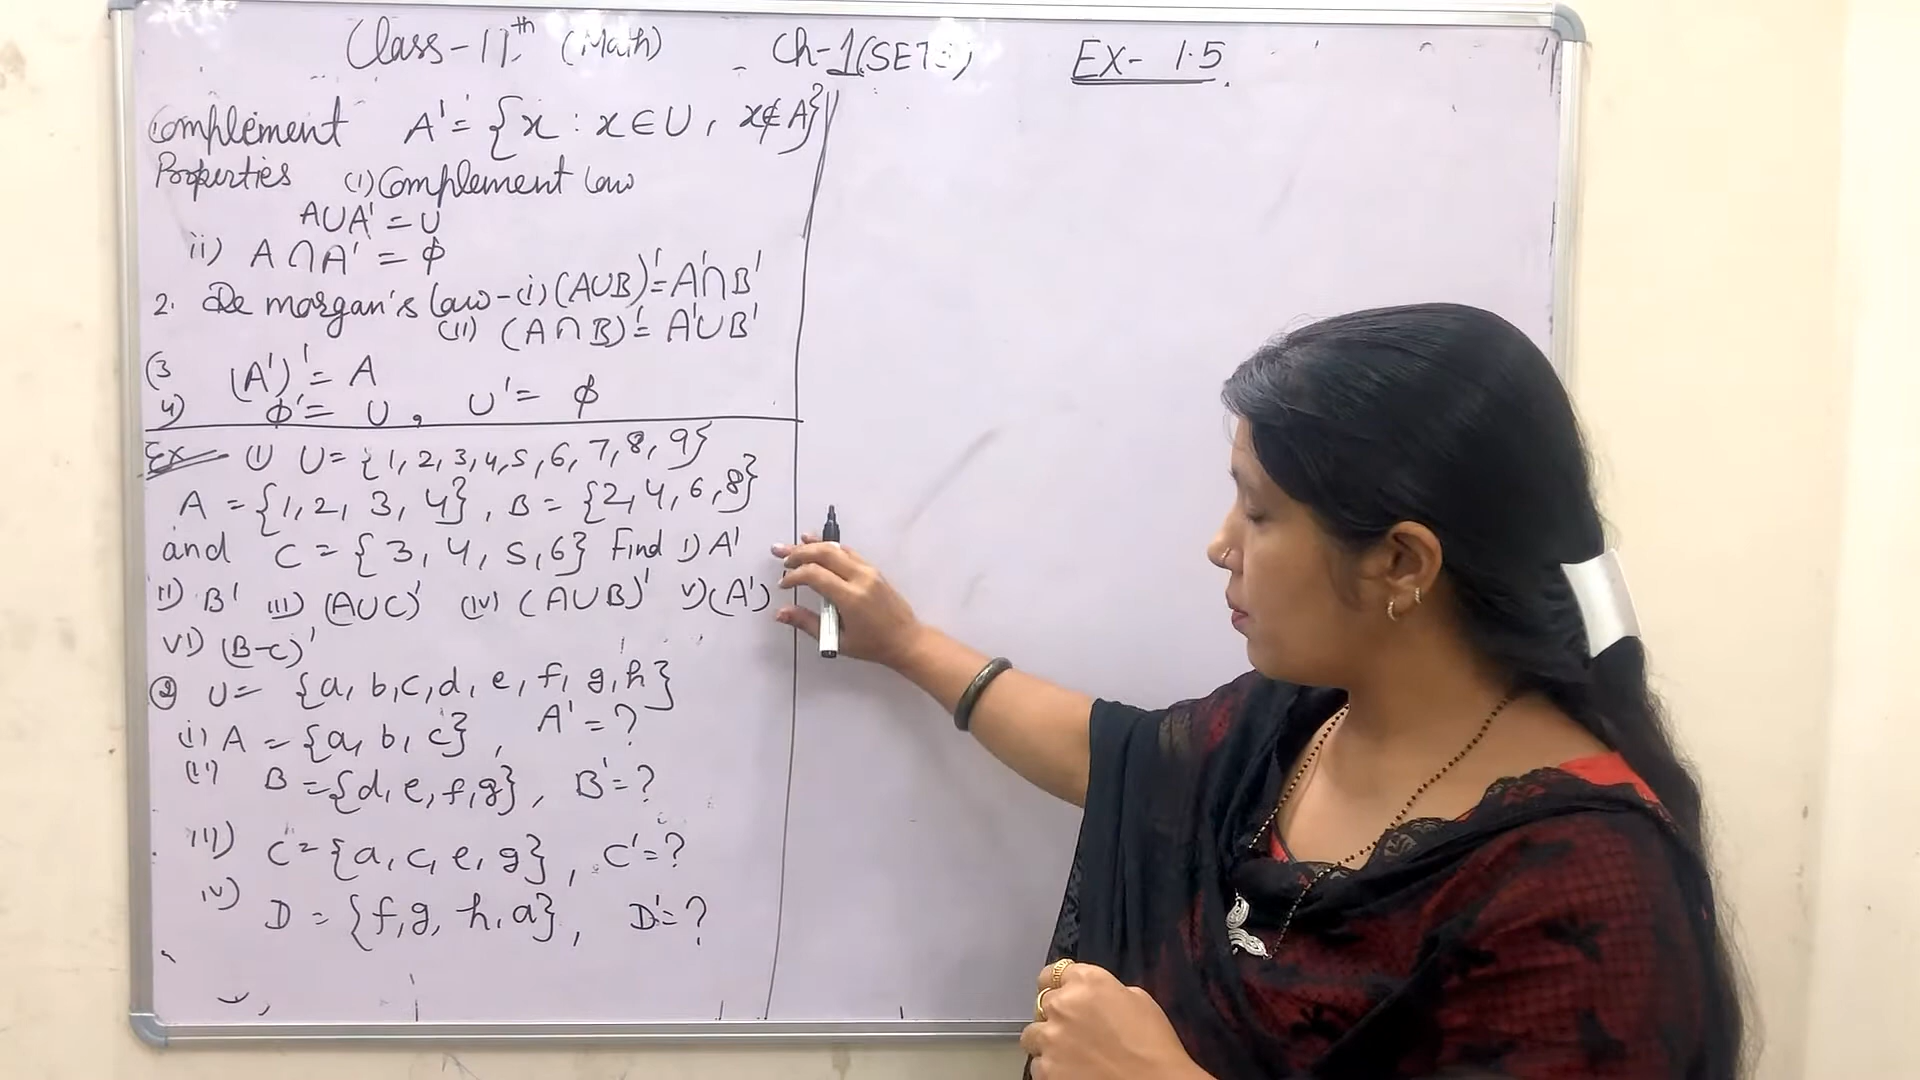 Class-11th (Math) Ch-1(SETS) EX- 1.5
Complement A' = {x : x ∈ U, x ∉ A}
Properties (i) Complement Law
A∪A' = U
ii) A ∩ A' = ϕ
2. De morgan's law-(i) (A∪B)' = A'∩B'
(ii) (A∩B)' = A'∪B'
(3 (A')' = A
4) ϕ' = U, U' = ϕ
Ex (1) U = {1, 2, 3, 4, 5, 6, 7, 8, 9}
A = {1, 2, 3, 4}, B = {2, 4, 6, 8}
and C = {3, 4, 5, 6} Find i) A'
ii) B' iii) (A∪C)' (iv) (A∪B)' v) (A')'
vi) (B-C)'
(2) U = {a, b, c, d, e, f, g, h}
(i) A = {a, b, c}, A' = ?
(ii) B = {d, e, f, g}, B' = ?
iii) C = {a, c, e, g}, C' = ?
iv) D = {f, g, h, a}, D' = ?